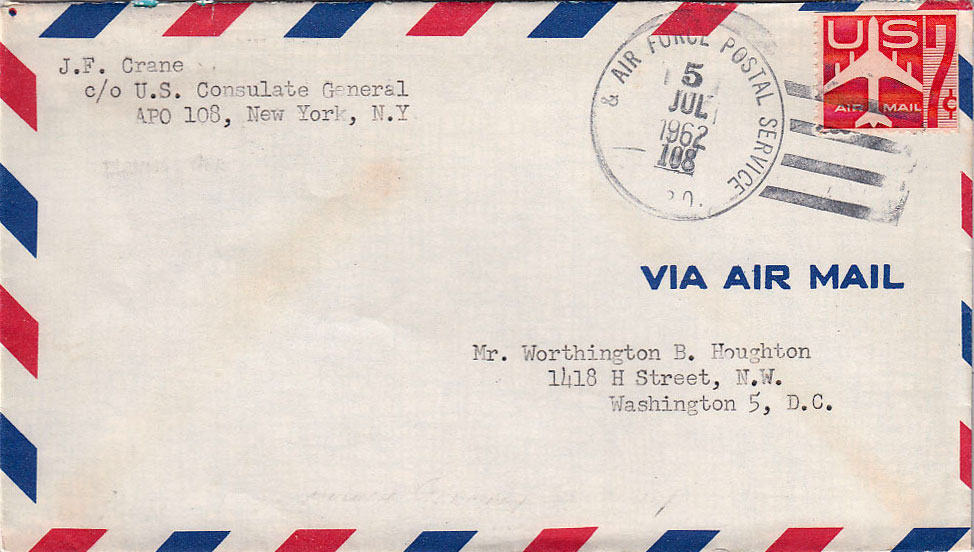 J.F. Crane
c/o U.S. Consulate General
APO 108, New York, N.Y
& AIR FORCE POSTAL SERVICE
5
JUL
1962
108
US 7¢
AIR MAIL
VIA AIR MAIL
Mr. Worthington B. Houghton
1418 H Street, N.W.
Washington 5, D.C.